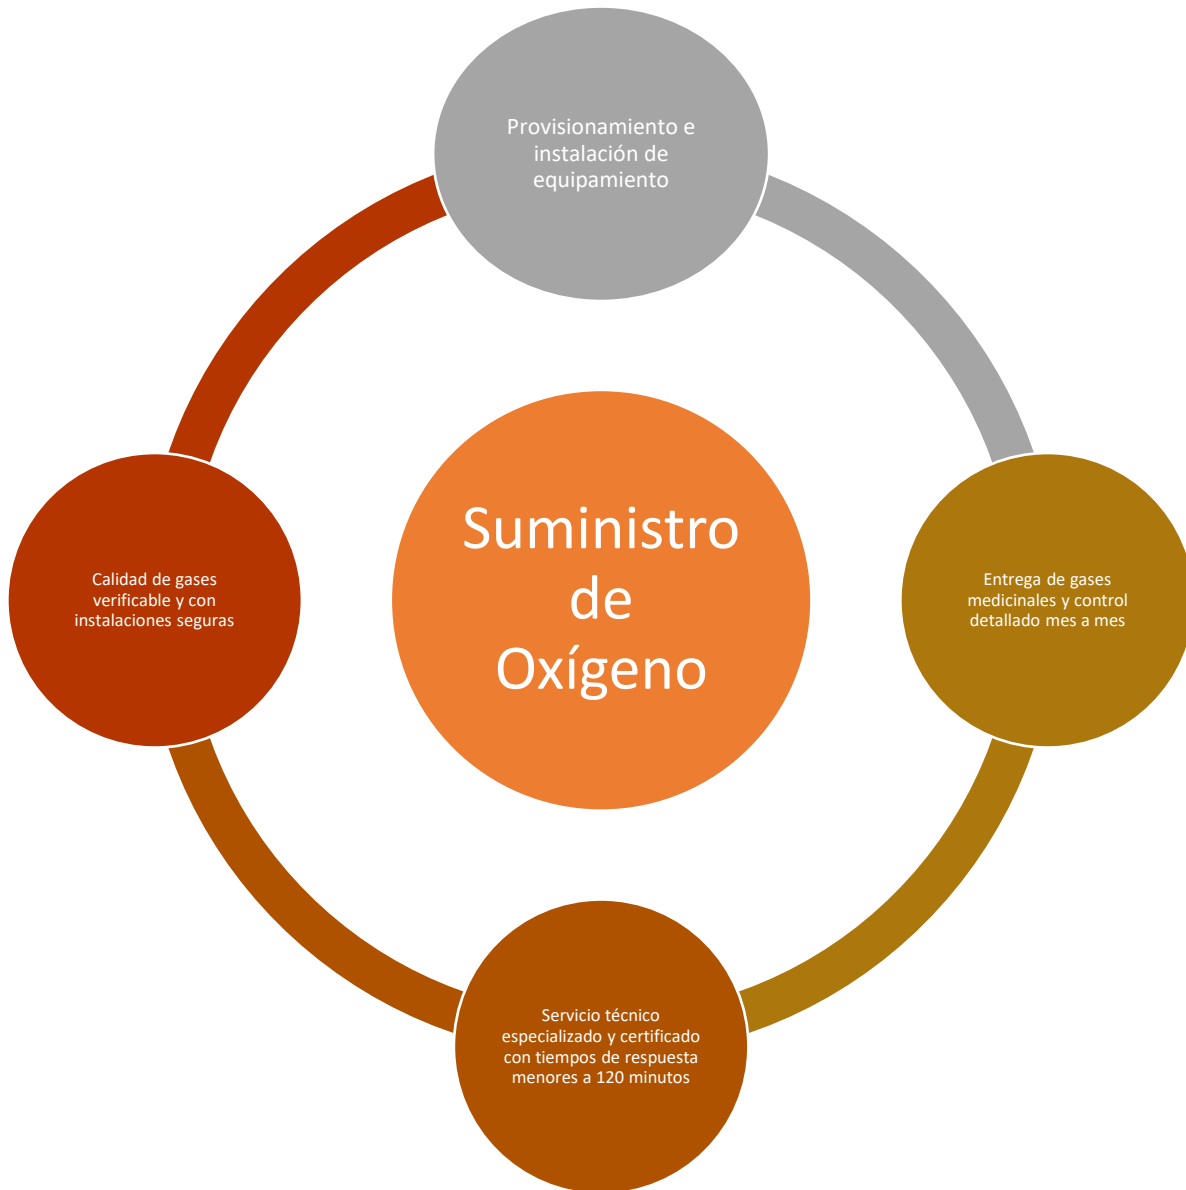 Provisionamiento e
instalación de
equipamiento
Suministro
de
Oxígeno
Calidad de gases
verificable y con
instalaciones seguras
Entrega de gases
medicinales y control
detallado mes a mes
Servicio técnico
especializado y certificado
con tiempos de respuesta
menores a 120 minutos